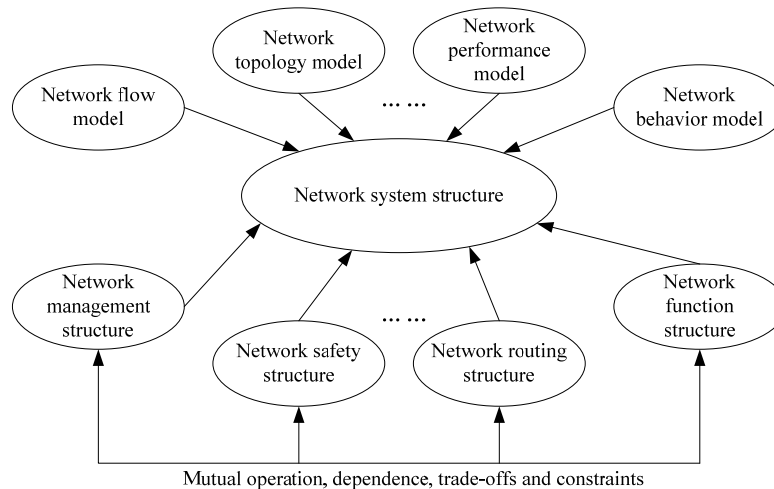 Network
topology model
Network
performance
model
Network flow
model
... ...
Network
behavior model
Network system structure
Network
management
structure
Network safety
structure
... ...
Network routing
structure
Network
function
structure
Mutual operation, dependence, trade-offs and constraints